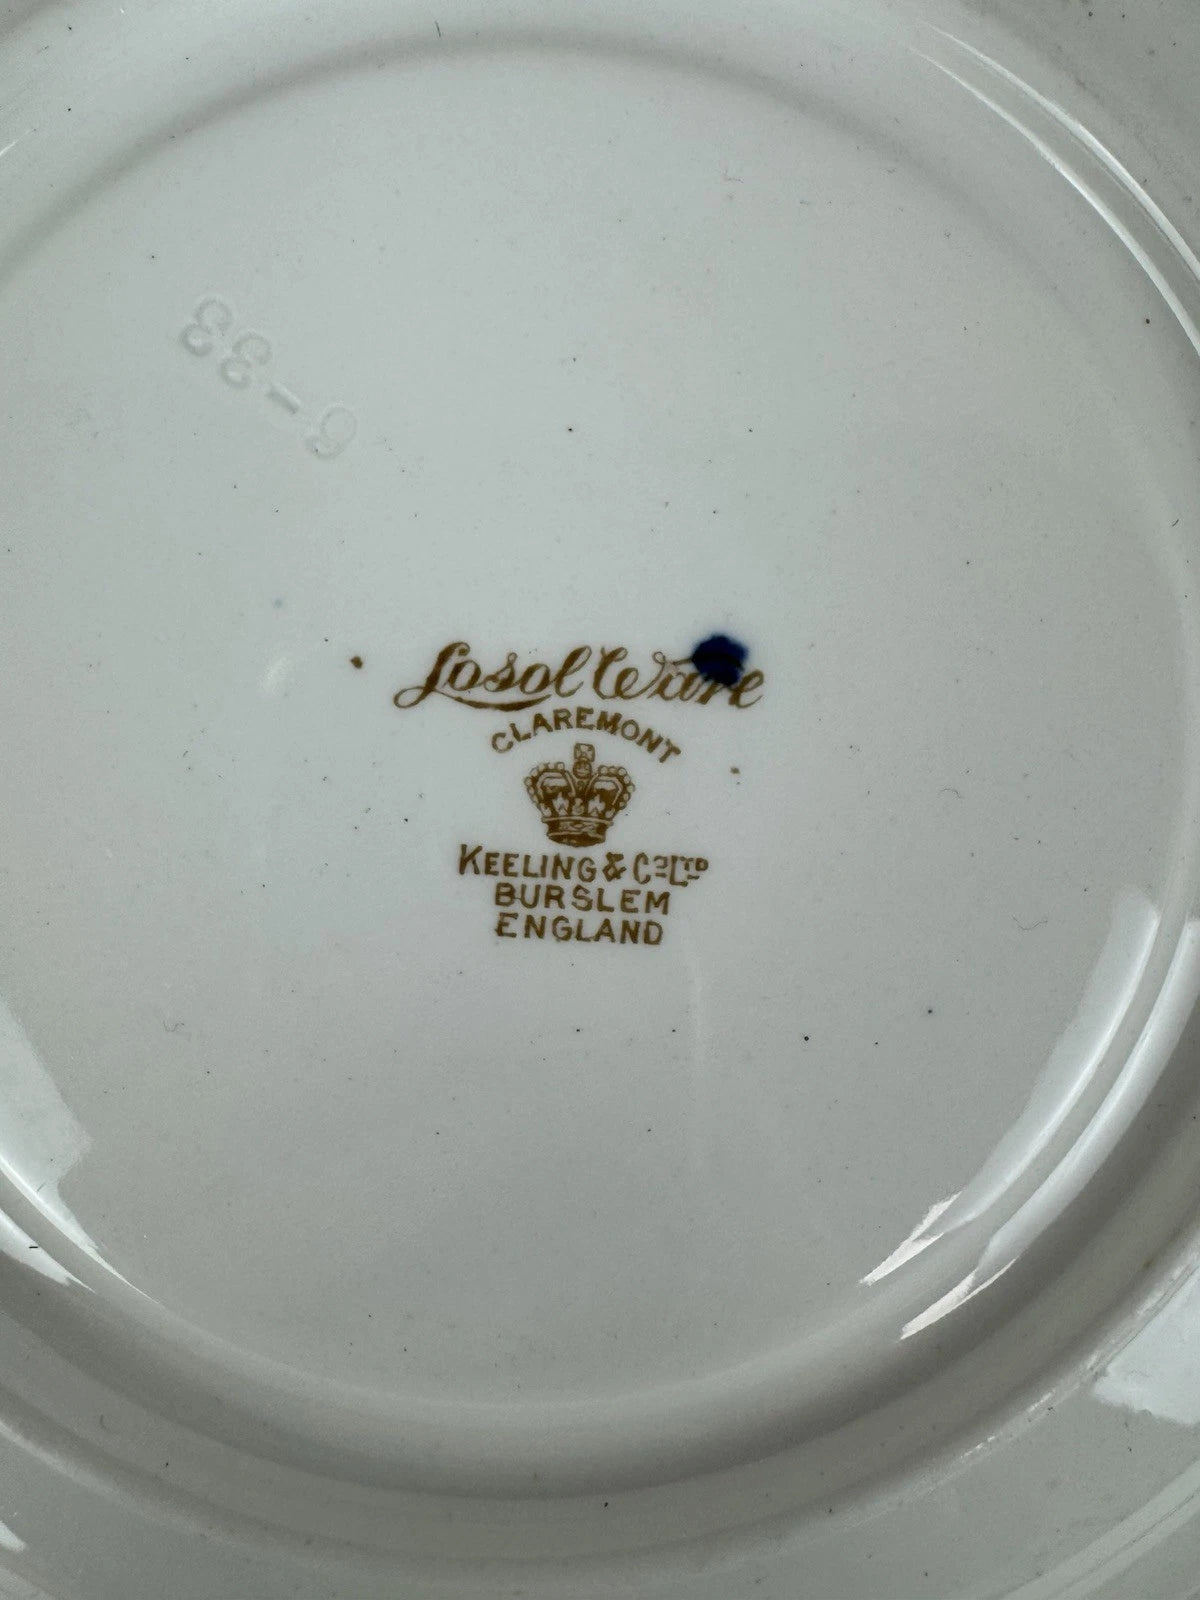 6-33
Losol Ware
CLAREMONT
KEELING & Co LTD
BURSLEM
ENGLAND